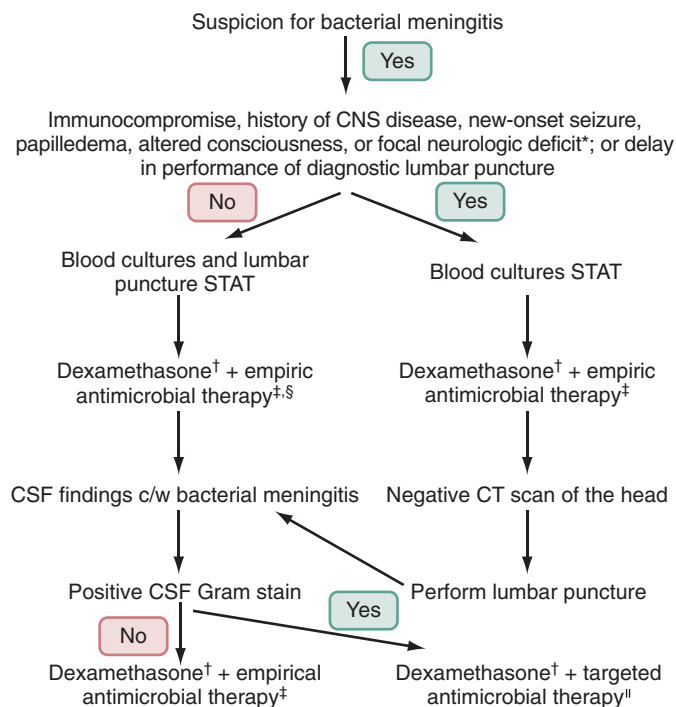 Suspicion for bacterial meningitis
Yes
Immunocompromise, history of CNS disease, new-onset seizure,
papilledema, altered consciousness, or focal neurologic deficit*; or delay
in performance of diagnostic lumbar puncture
No
Yes
Blood cultures and lumbar
puncture STAT
Blood cultures STAT
Dexamethasone† + empiric
antimicrobial therapy‡,§
Dexamethasone† + empiric
antimicrobial therapy‡
CSF findings c/w bacterial meningitis
Negative CT scan of the head
Positive CSF Gram stain
Perform lumbar puncture
No
Yes
Dexamethasone† + empirical
antimicrobial therapy‡
Dexamethasone† + targeted
antimicrobial therapy||